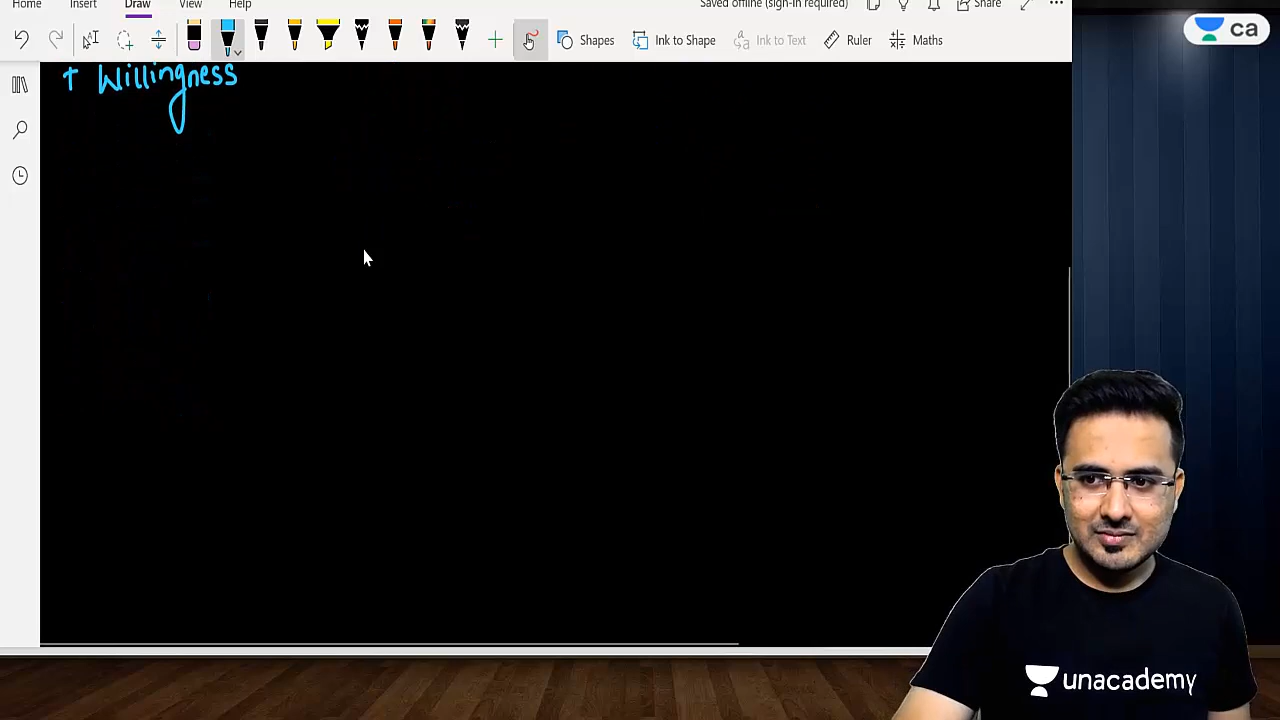 Home Insert Draw View Help Saved offline (sign-in required) Share
Shapes Ink to Shape Ink to Text Ruler Maths
ca
+ Willingness
unacademy